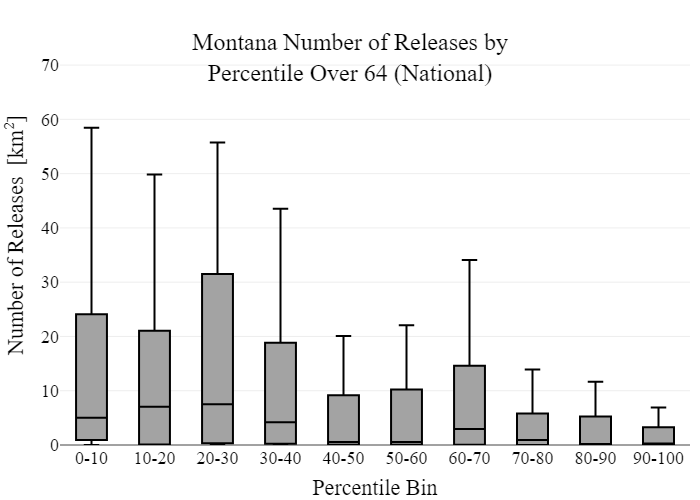 Montana Number of Releases by
Percentile Over 64 (National)
Number of Releases [km²]
70
60
50
40
30
20
10
0
0-10 10-20 20-30 30-40 40-50 50-60 60-70 70-80 80-90 90-100
Percentile Bin